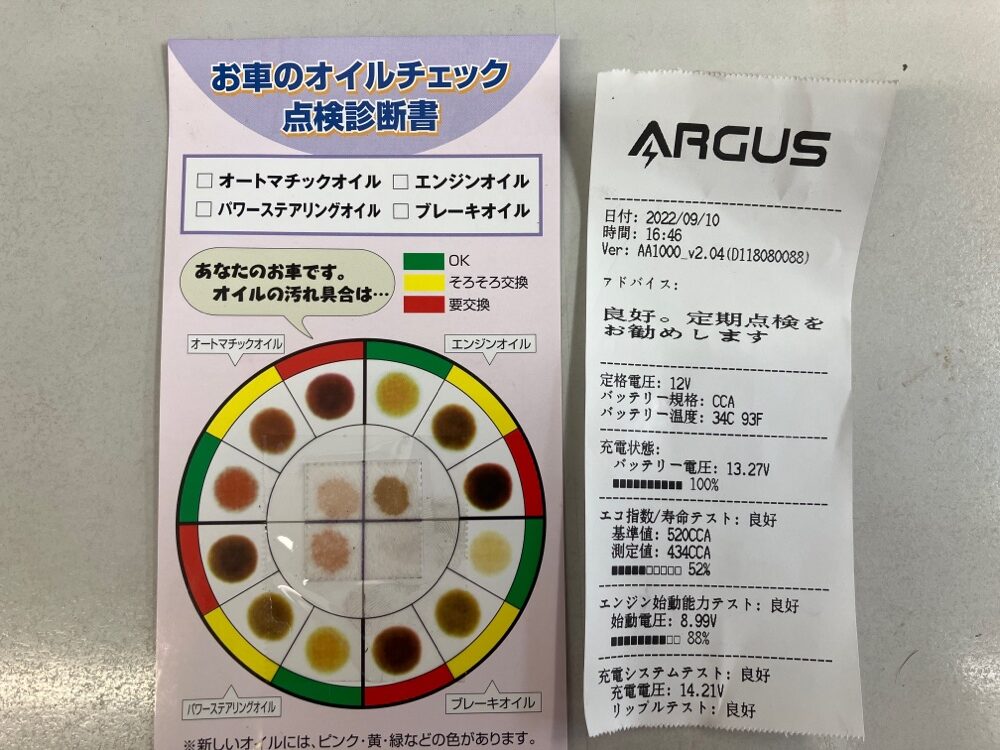 お車のオイルチェック
点検診断書
□ オートマチックオイル □ エンジンオイル
□ パワーステアリングオイル □ ブレーキオイル
あなたのお車です。
オイルの汚れ具合は…
OK
そろそろ交換
要交換
オートマチックオイル
エンジンオイル
パワーステアリングオイル
ブレーキオイル
※新しいオイルには、ピンク・黄・緑などの色があります。
ARGUS
日付: 2022/09/10
時間: 16:46
Ver: AA1000_v2.04(D118080088)
アドバイス:
良好。定期点検を
お勧めします
定格電圧: 12V
バッテリー規格: CCA
バッテリー温度: 34C 93F
充電状態:
バッテリー電圧: 13.27V
100%
エコ指数/寿命テスト: 良好
基準値: 520CCA
測定値: 434CCA
52%
エンジン始動能力テスト: 良好
始動電圧: 8.99V
88%
充電システムテスト: 良好
充電電圧: 14.21V
リップルテスト: 良好